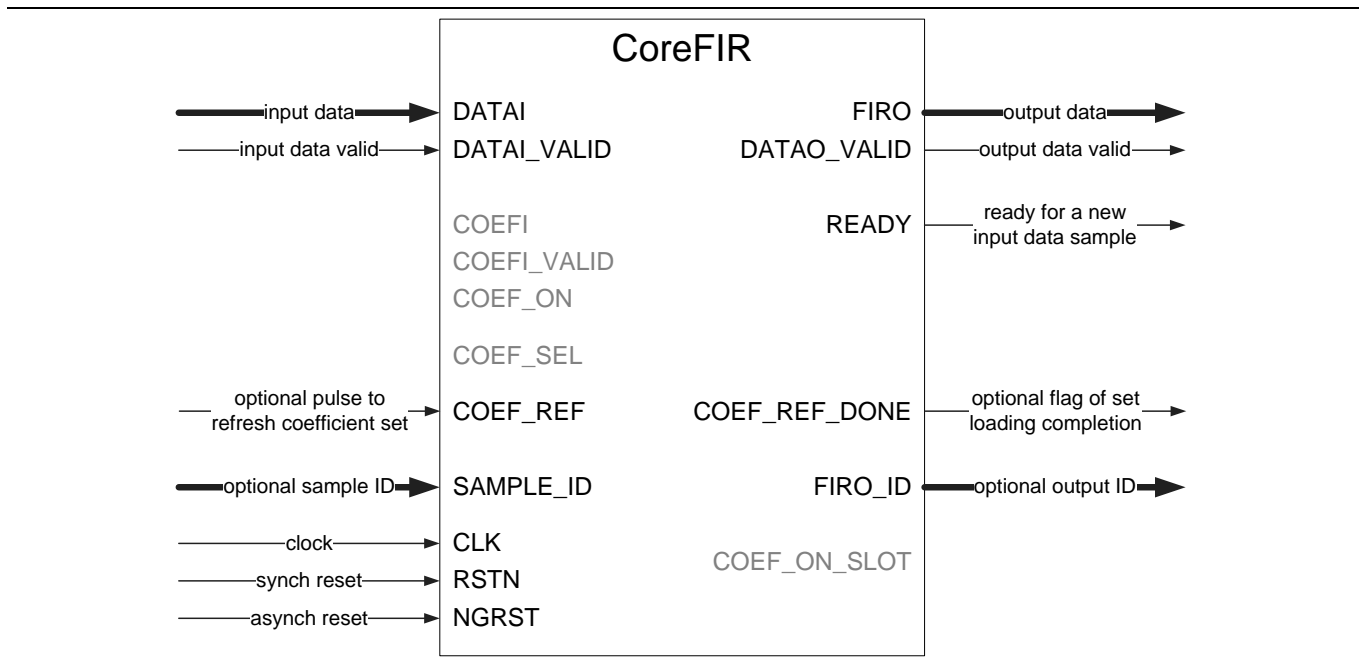 CoreFIR
input data DATAI FIRO output data
input data valid DATAI_VALID DATAO_VALID output data valid
COEFI READY ready for a new
input data sample
COEFI_VALID
COEF_ON
COEF_SEL
optional pulse to
refresh coefficient set COEF_REF COEF_REF_DONE optional flag of set
loading completion
optional sample ID SAMPLE_ID FIRO_ID optional output ID
clock CLK
COEF_ON_SLOT
synch reset RSTN
asynch reset NGRST